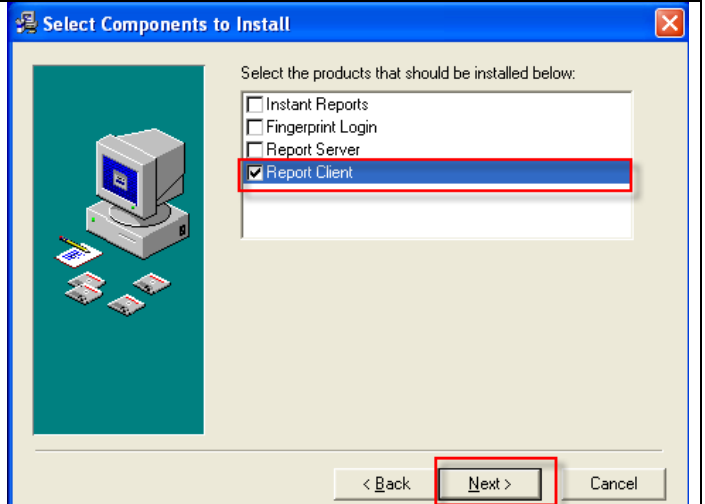 Select Components to Install
Select the products that should be installed below:
Instant Reports
Fingerprint Login
Report Server
Report Client
< Back Next > Cancel